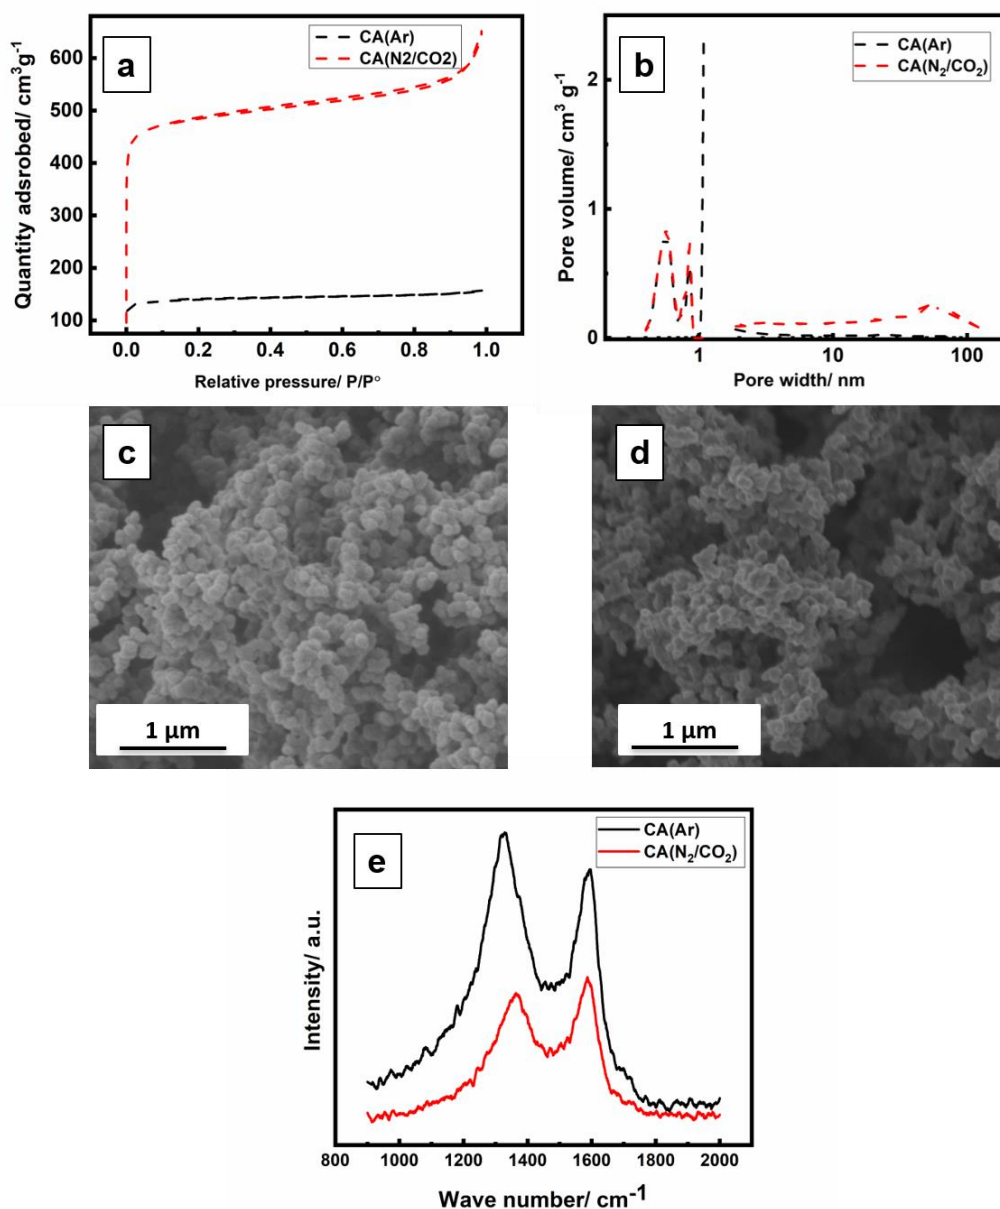 a
CA(Ar)
CA(N2/CO2)
600
500
400
300
200
100
Quantity adsrobed/ cm³g⁻¹
0.0 0.2 0.4 0.6 0.8 1.0
Relative pressure/ P/P°
b
CA(Ar)
CA(N₂/CO₂)
2
1
0
Pore volume/ cm³ g⁻¹
1 10 100
Pore width/ nm
c
1 µm
d
1 µm
e
CA(Ar)
CA(N₂/CO₂)
Intensity/ a.u.
800 1000 1200 1400 1600 1800 2000
Wave number/ cm⁻¹